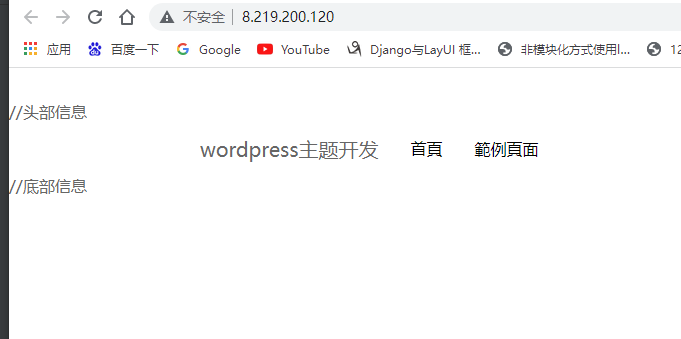 不安全 8.219.200.120
应用 百度一下 Google YouTube Django与LayUI 框... 非模块化方式使用l... 12
//头部信息
wordpress主题开发 首頁 範例頁面
//底部信息